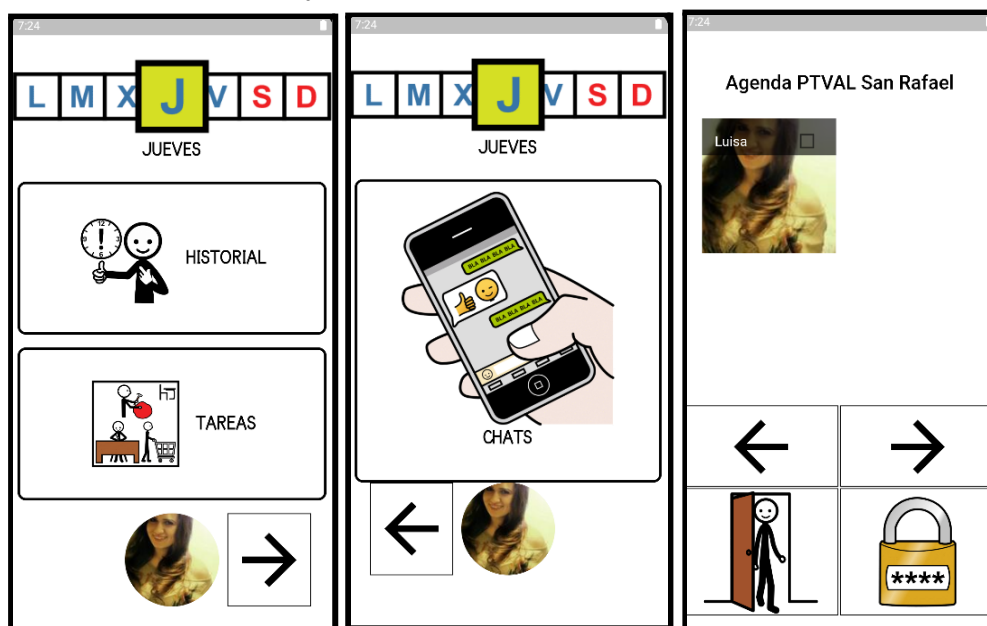 7:24
L M X J V S D
JUEVES
HISTORIAL
TAREAS
7:24
L M X J V S D
JUEVES
BLA BLA BLA BLA
BLA BLA BLA BLA
CHATS
7:24
Agenda PTVAL San Rafael
Luisa
****